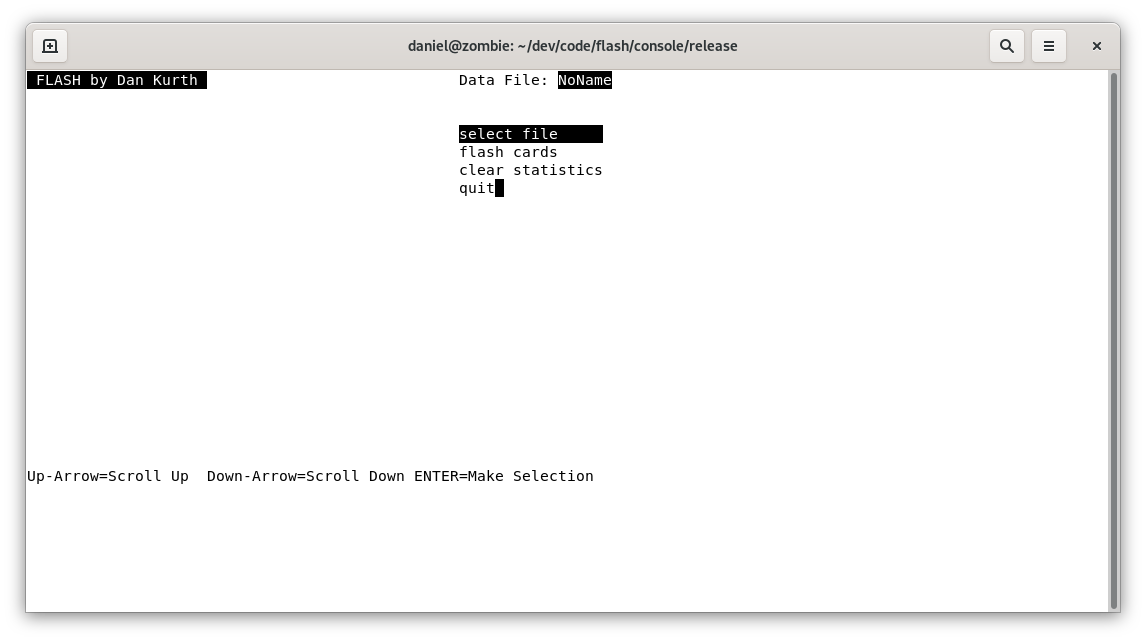 daniel@zombie: ~/dev/code/flash/console/release
FLASH by Dan Kurth Data File: NoName
select file
flash cards
clear statistics
quit
Up-Arrow=Scroll Up  Down-Arrow=Scroll Down ENTER=Make Selection